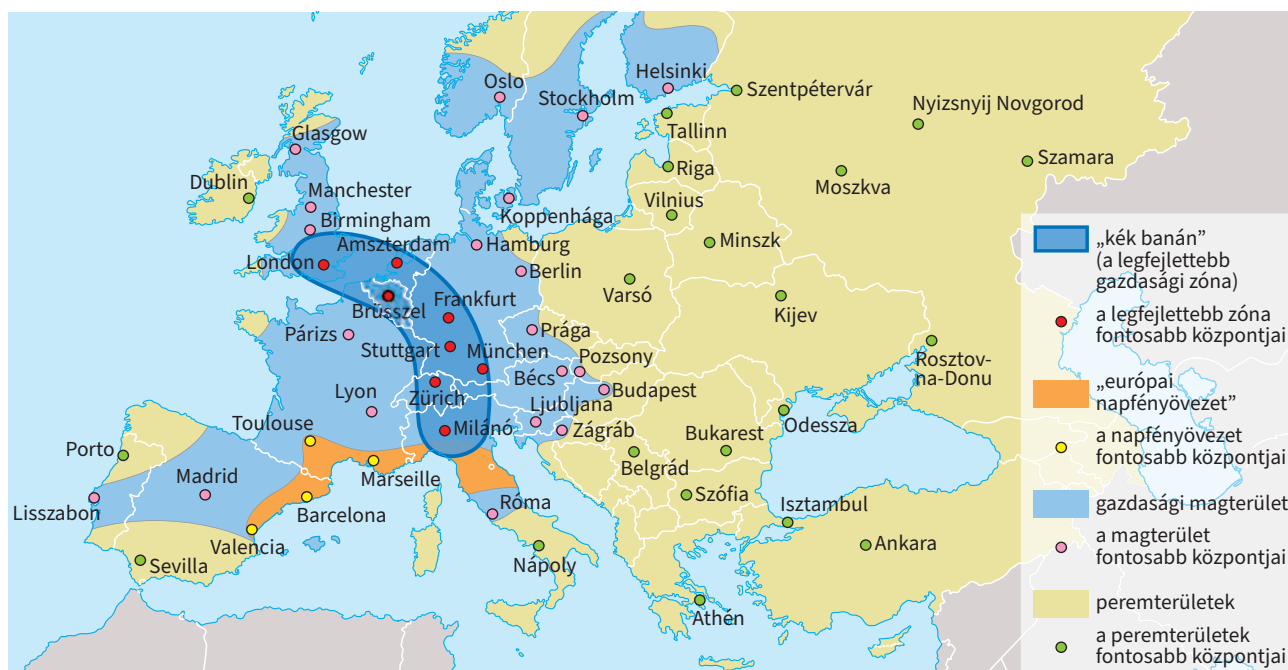 Oslo
Helsinki
Stockholm
Szentpétervár
Nyizsnyij Novgorod
Tallinn
Glasgow
Riga
Szamara
Moszkva
Dublin
Manchester
Vilnius
Birmingham
Koppenhága
Minszk
Amszterdam
Hamburg
London
Berlin
Varsó
Frankfurt
Kijev
Brüsszel
Párizs
Prága
Stuttgart
München
Pozsony
Rosztov-
na-Donu
Bécs
Budapest
Lyon
Zürich
Ljubljana
Toulouse
Milánó
Zágráb
Odessza
Porto
Bukarest
Madrid
Marseille
Belgrád
Lisszabon
Barcelona
Róma
Szófia
Isztambul
Valencia
Sevilla
Nápoly
Ankara
Athén
„kék banán”
(a legfejlettebb
gazdasági zóna)
a legfejlettebb zóna
fontosabb központjai
„európai
napfényövezet”
a napfényövezet
fontosabb központjai
gazdasági magterület
a magterület
fontosabb központjai
peremterületek
a peremterületek
fontosabb központjai